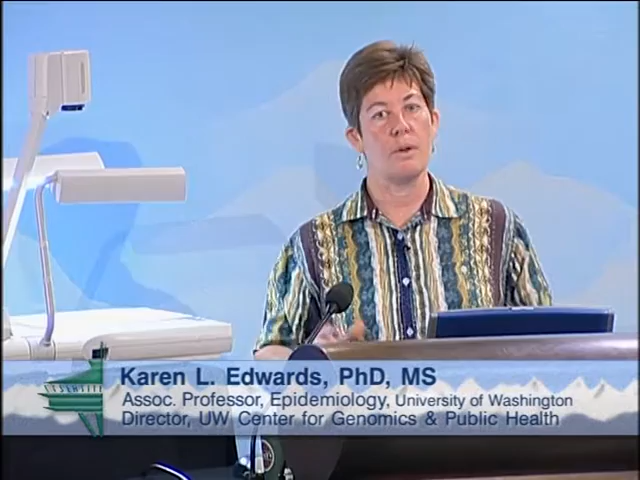 Karen L. Edwards, PhD, MS
Assoc. Professor, Epidemiology, University of Washington
Director, UW Center for Genomics & Public Health